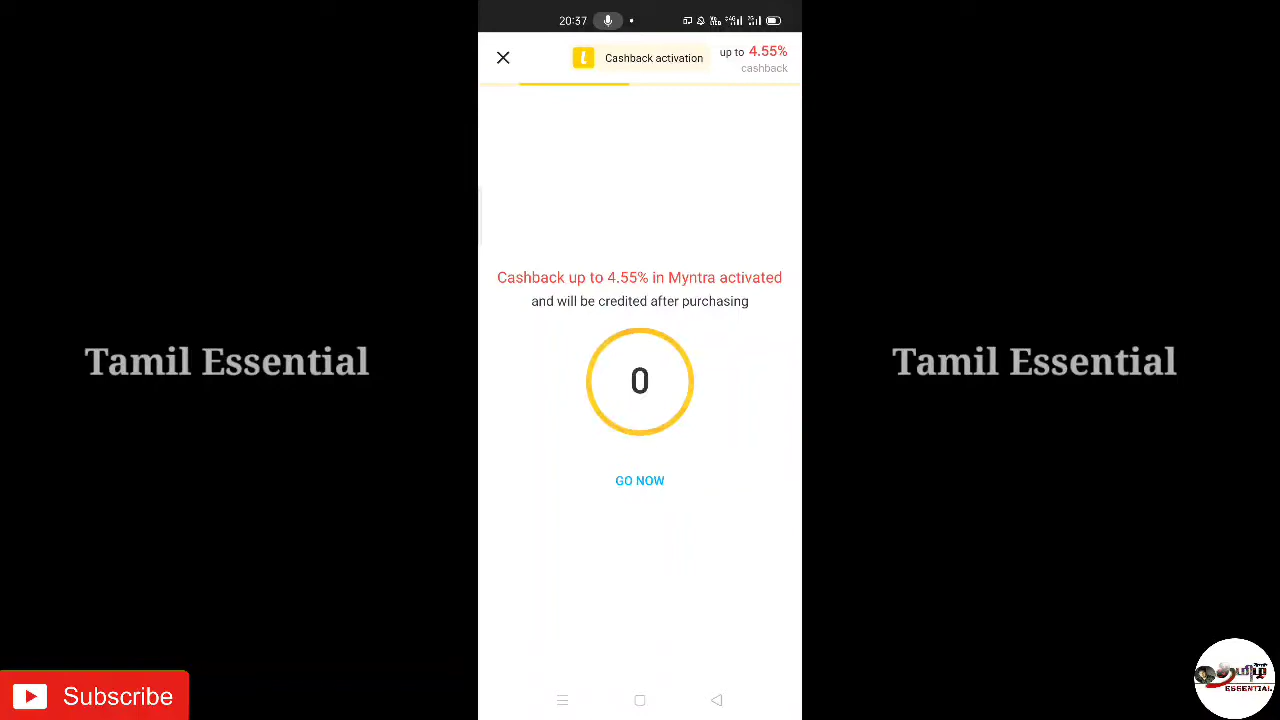 20:37
Cashback activation
up to 4.55%
cashback
Cashback up to 4.55% in Myntra activated
and will be credited after purchasing
0
GO NOW
Tamil Essential
Tamil Essential
Subscribe
ESSENTIAL